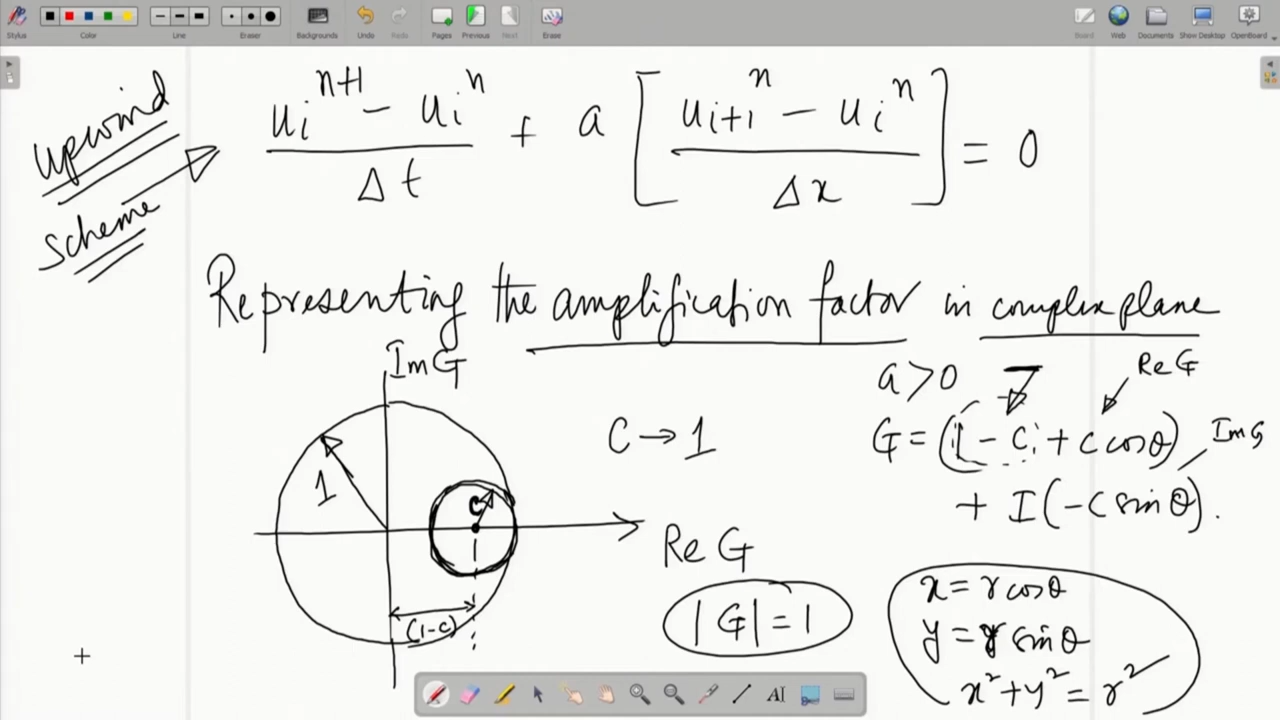 Stylus Color Line Eraser Backgrounds Undo Redo Pages Previous Next Erase Board Web Documents Show Desktop OpenBoard
upwind
scheme
u_i^{n+1} - u_i^n / Δt + a [ u_{i+1}^n - u_i^n / Δx ] = 0
Representing the amplification factor in complex plane
Im G
a > 0
Re G
C → 1
G = (1 - C + C cos θ)
Im G
+ I (-C sin θ).
1
C
Re G
(1-C)
|G| = 1
x = r cos θ
y = r sin θ
x² + y² = r²
AI